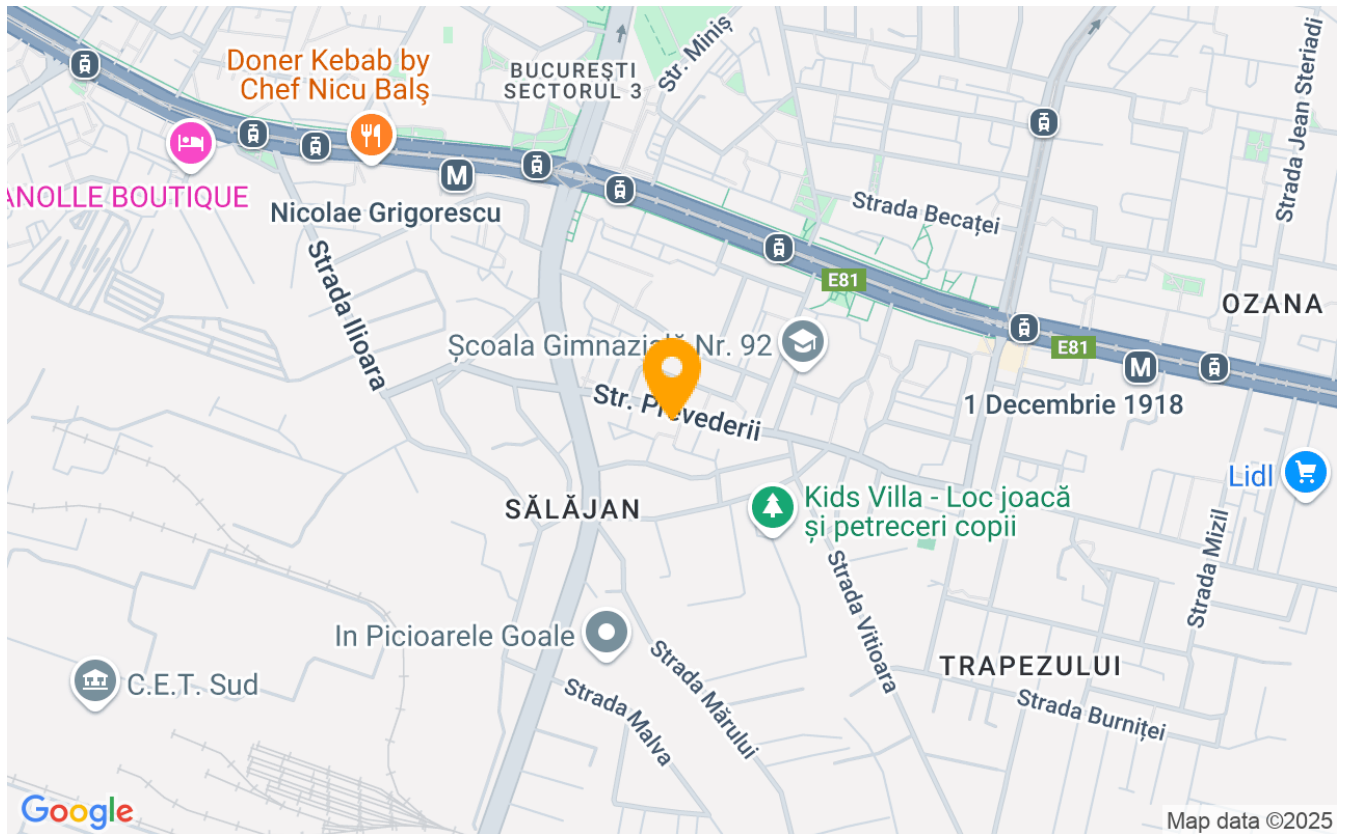 Doner Kebab by
Chef Nicu Balş
BUCUREȘTI
SECTORUL 3
Str. Miniș
Strada Jean Steriadi
ANOLLE BOUTIQUE
M
Nicolae Grigorescu
Strada Becaței
Strada Ilioara
E81
OZANA
Școala Gimnazială Nr. 92
E81
M
1 Decembrie 1918
Str. Prevederii
Lidl
SĂLĂJAN
Kids Villa - Loc joacă
și petreceri copii
Strada Mizil
Strada Vitioara
In Picioarele Goale
TRAPEZULUI
C.E.T. Sud
Strada Malva
Strada Mărului
Strada Burniței
Google
Map data ©2025